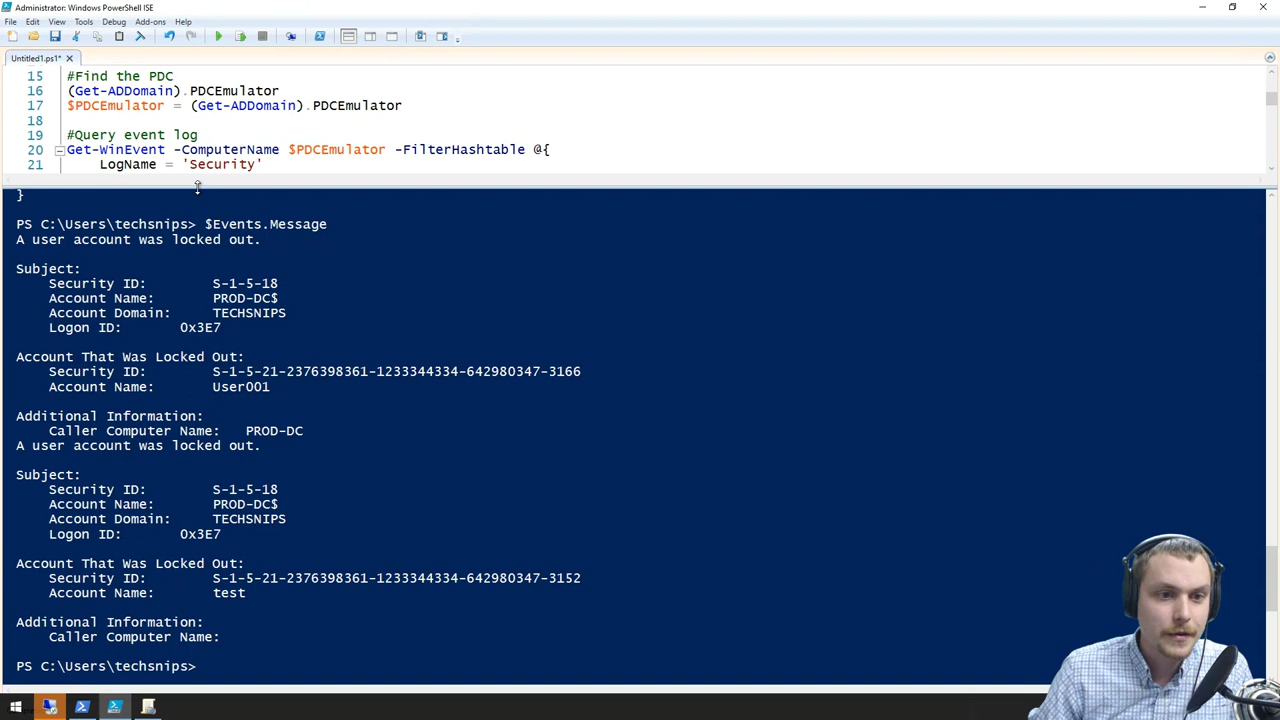 Administrator: Windows PowerShell ISE
File Edit View Tools Debug Add-ons Help
Untitled1.ps1* X
15 #Find the PDC
16 (Get-ADDomain).PDCEmulator
17 $PDCEmulator = (Get-ADDomain).PDCEmulator
18
19 #Query event log
20 Get-WinEvent -ComputerName $PDCEmulator -FilterHashtable @{
21 LogName = 'Security'
}
PS C:\Users\techsnips> $Events.Message
A user account was locked out.
Subject:
Security ID: S-1-5-18
Account Name: PROD-DC$
Account Domain: TECHSNIPS
Logon ID: 0x3E7
Account That Was Locked Out:
Security ID: S-1-5-21-2376398361-1233344334-642980347-3166
Account Name: User001
Additional Information:
Caller Computer Name: PROD-DC
A user account was locked out.
Subject:
Security ID: S-1-5-18
Account Name: PROD-DC$
Account Domain: TECHSNIPS
Logon ID: 0x3E7
Account That Was Locked Out:
Security ID: S-1-5-21-2376398361-1233344334-642980347-3152
Account Name: test
Additional Information:
Caller Computer Name:
PS C:\Users\techsnips>